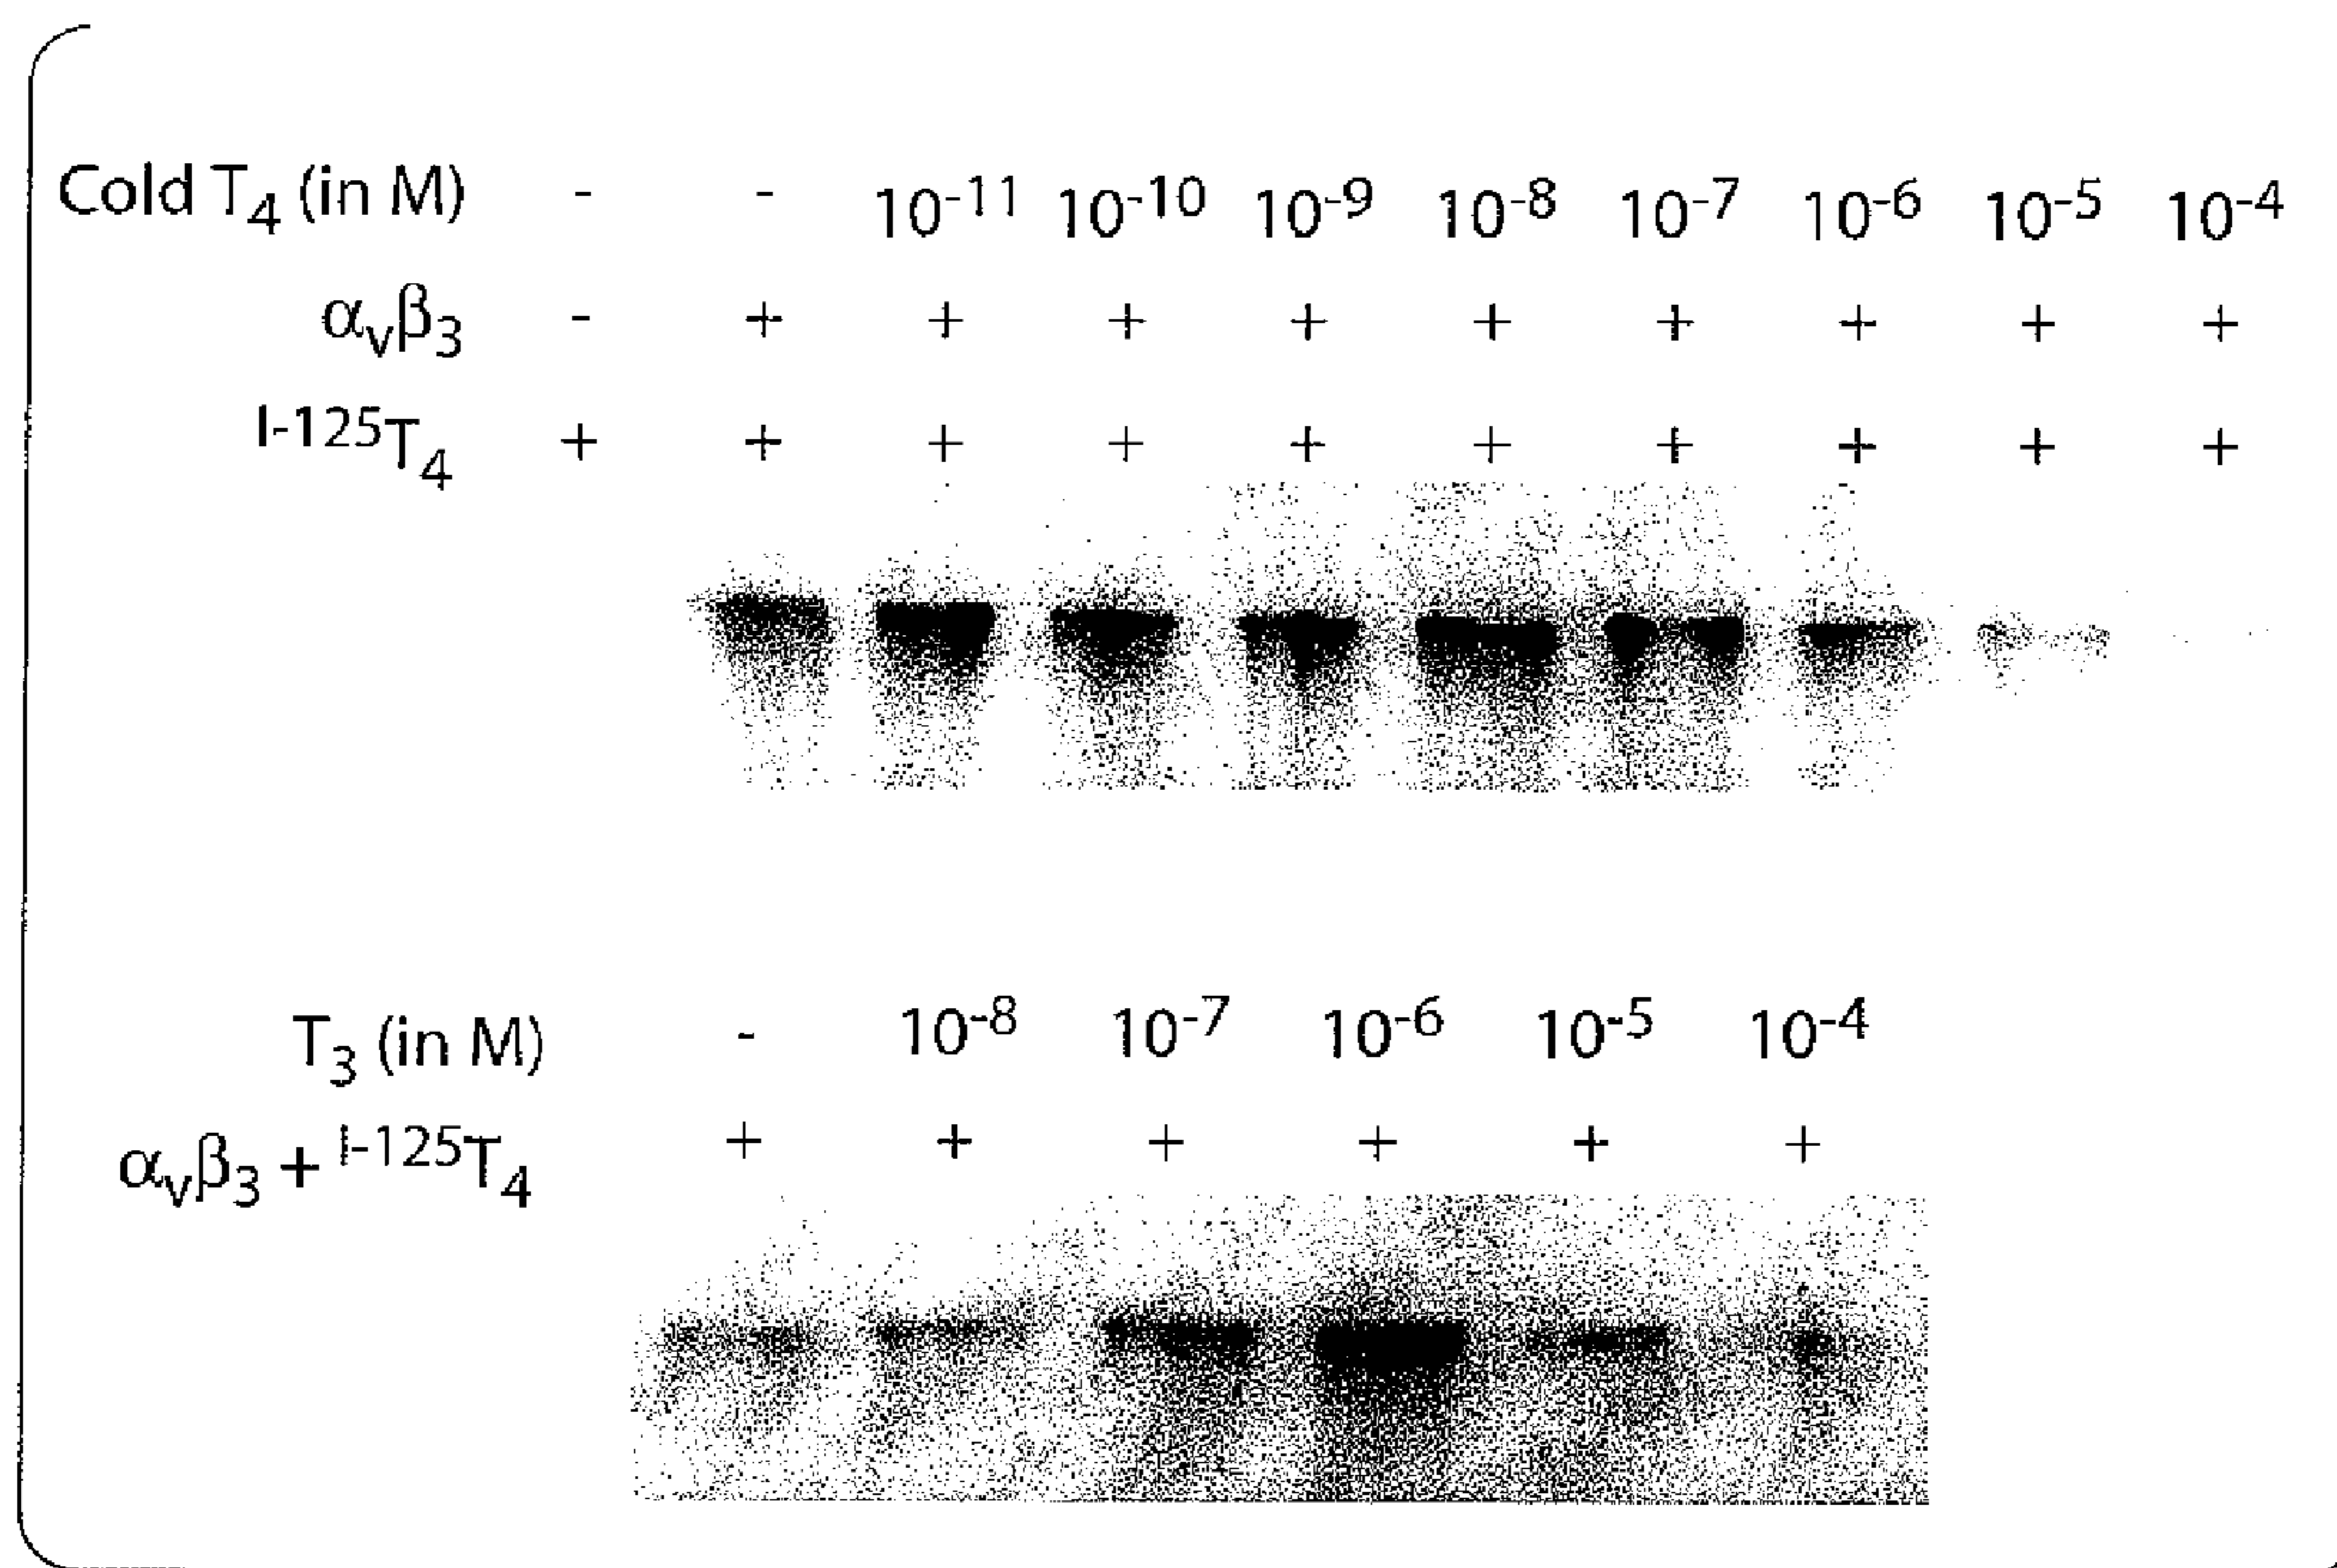 Cold T₄ (in M) - - 10⁻¹¹ 10⁻¹⁰ 10⁻⁹ 10⁻⁸ 10⁻⁷ 10⁻⁶ 10⁻⁵ 10⁻⁴
αᵥβ₃ - + + + + + + + + +
I-125T₄ + + + + + + + + + +
T₃ (in M) - 10⁻⁸ 10⁻⁷ 10⁻⁶ 10⁻⁵ 10⁻⁴
αᵥβ₃ + I-125T₄ + + + + + +